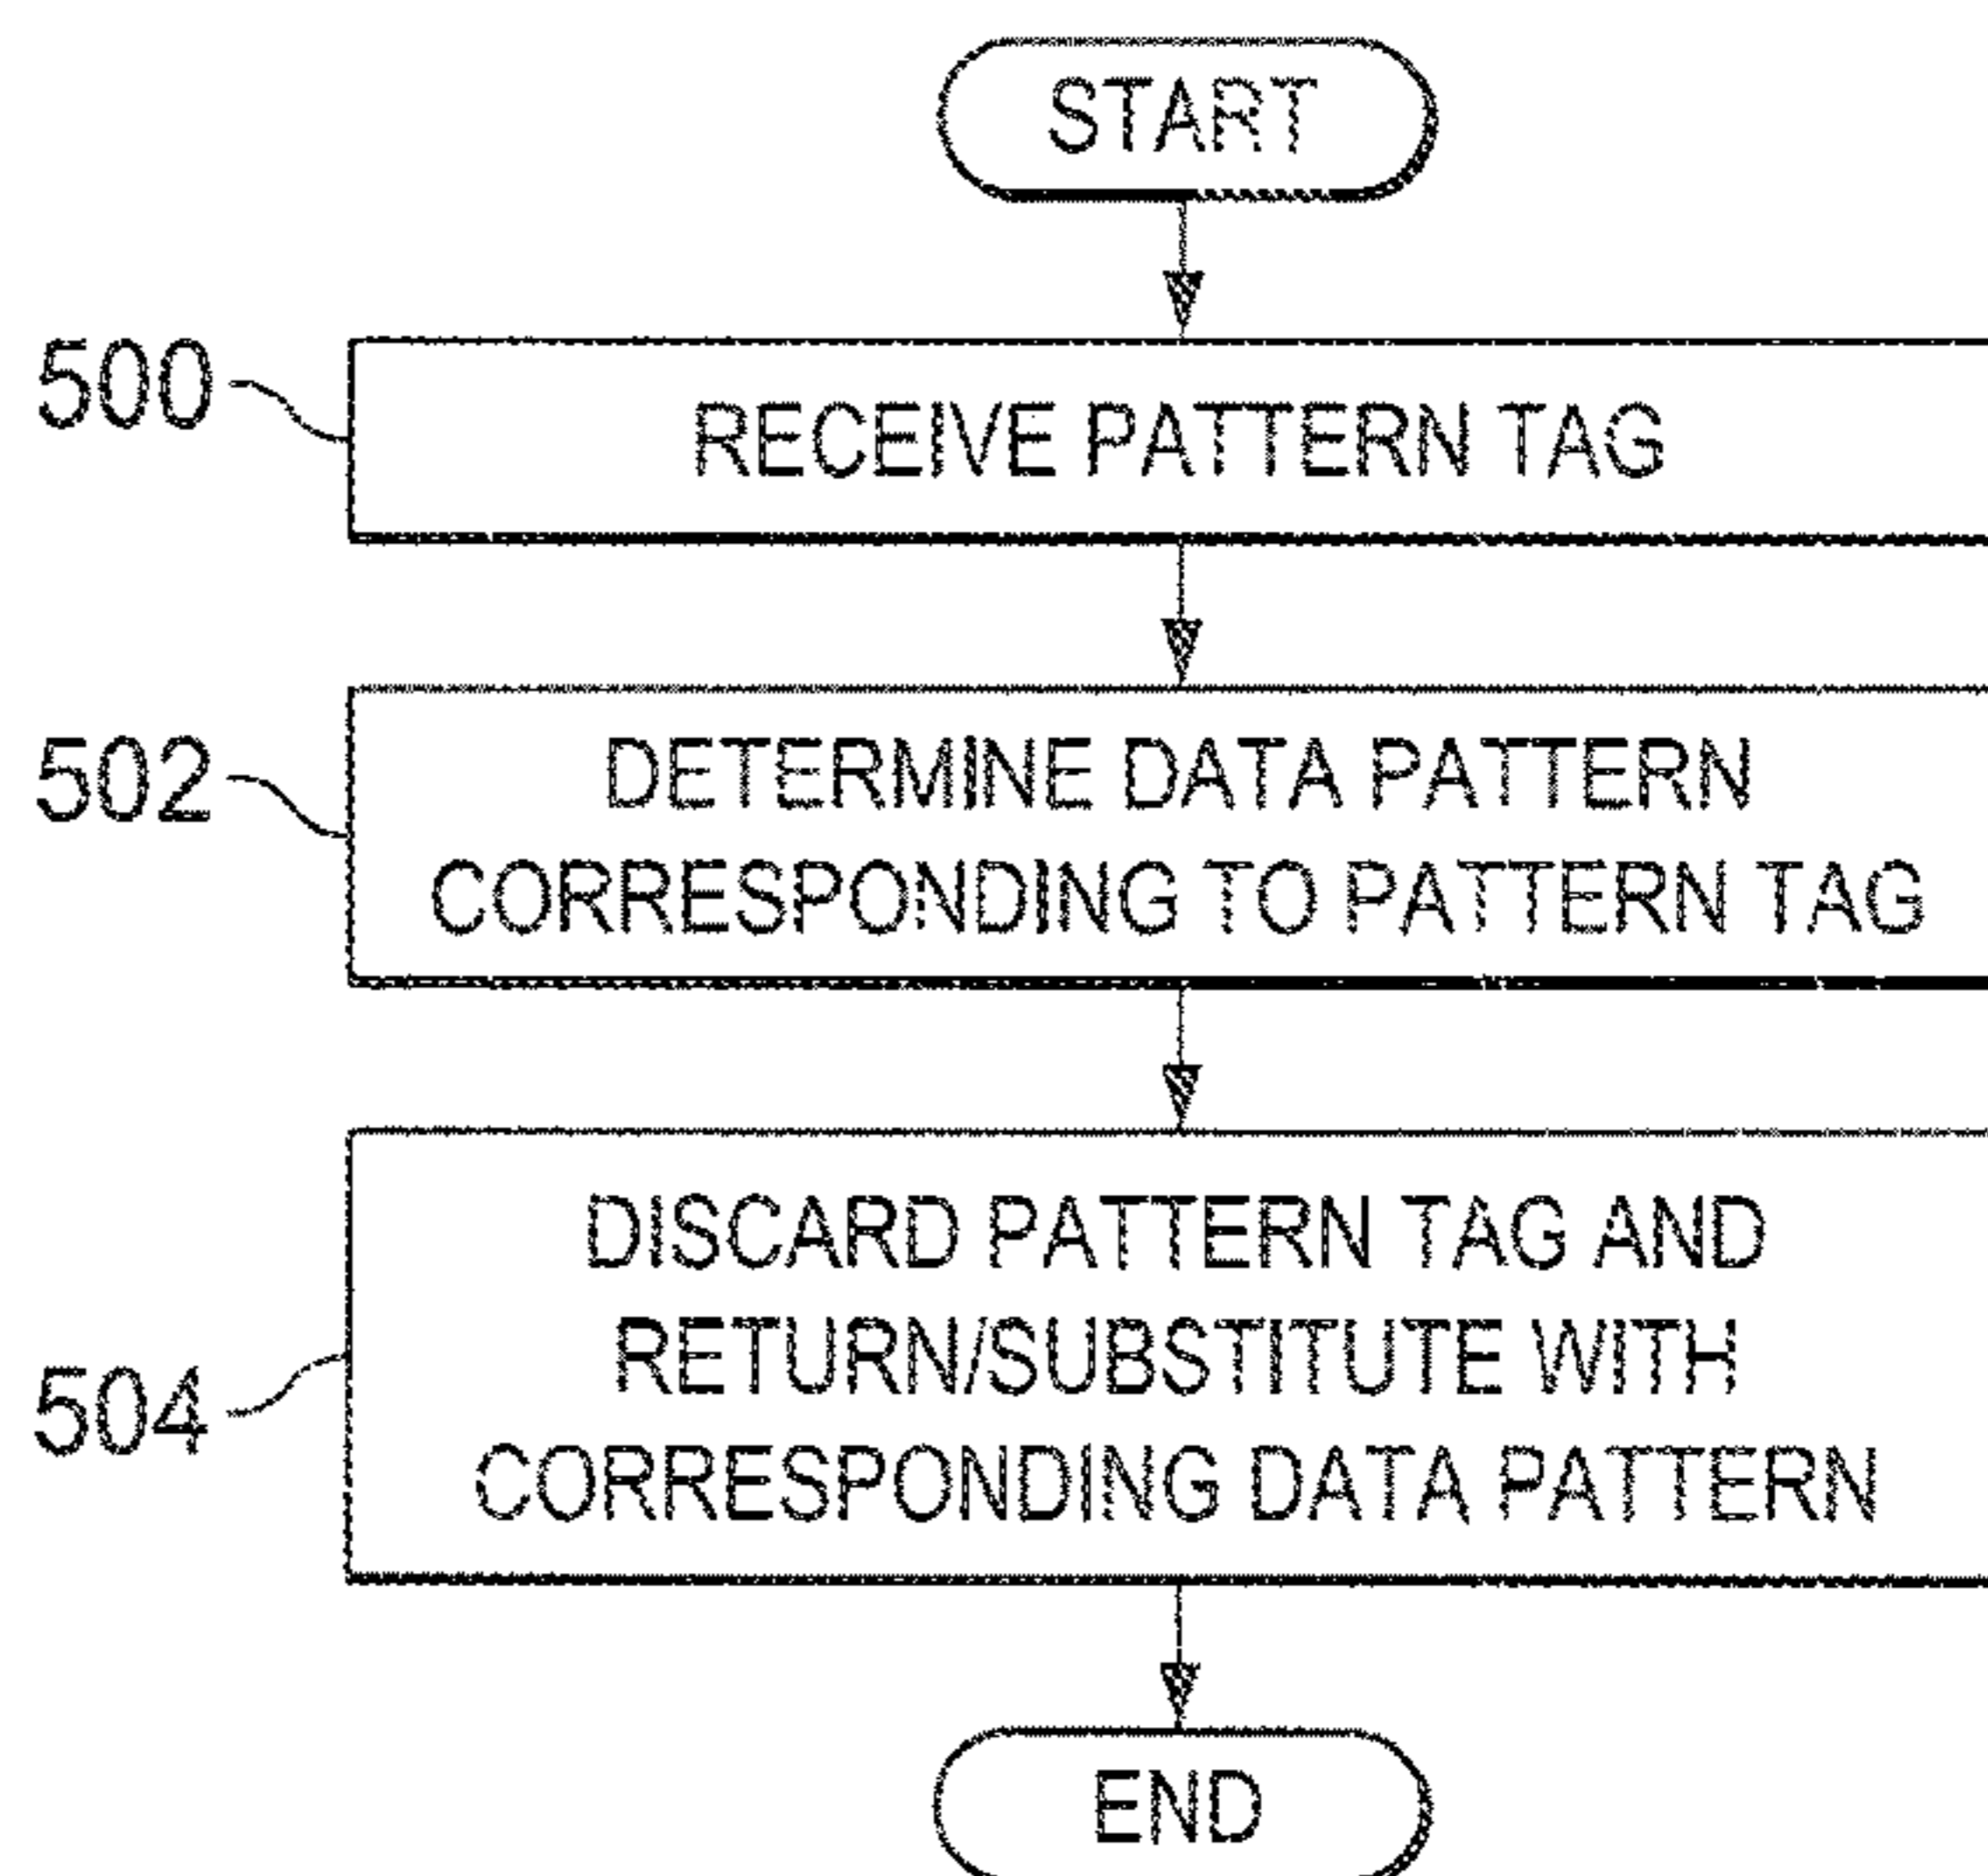 START
500
RECEIVE PATTERN TAG
502
DETERMINE DATA PATTERN
CORRESPONDING TO PATTERN TAG
504
DISCARD PATTERN TAG AND
RETURN/SUBSTITUTE WITH
CORRESPONDING DATA PATTERN
END